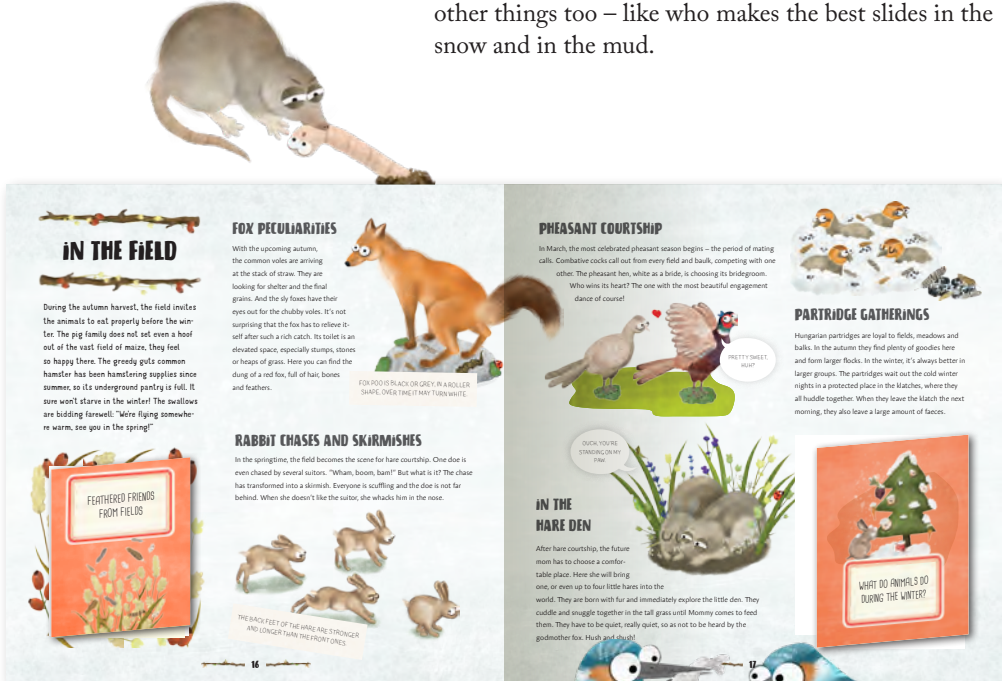 other things too – like who makes the best slides in the
snow and in the mud.
IN THE FIELD
During the autumn harvest, the field invites
the animals to eat properly before the win-
ter. The pig family does not set even a hoof
out of the vast field of maize, they feel
so happy there. The greedy guts common
hamster has been hamstering supplies since
summer, so its underground pantry is full. It
sure won't starve in the winter! The swallows
are bidding farewell: "We're flying somewhe-
re warm, see you in the spring!"
FEATHERED FRIENDS
FROM FIELDS
FOX PECULIARITIES
With the upcoming autumn,
the common voles are arriving
at the stack of straw. They are
looking for shelter and the final
grains. And the sly foxes have their
eyes out for the chubby voles. It's not
surprising that the fox has to relieve it-
self after such a rich catch. Its toilet is an
elevated space, especially stumps, stones
or heaps of grass. Here you can find the
dung of a red fox, full of hair, bones
and feathers.
FOX POO IS BLACK OR GREY, IN A ROLLER
SHAPE. OVER TIME IT MAY TURN WHITE.
RABBIT CHASES AND SKIRMISHES
In the springtime, the field becomes the scene for hare courtship. One doe is
even chased by several suitors. "Wham, boom, bam!" But what is it? The chase
has transformed into a skirmish. Everyone is scuffling and the doe is not far
behind. When she doesn't like the suitor, she whacks him in the nose.
THE BACK FEET OF THE HARE ARE STRONGER
AND LONGER THAN THE FRONT ONES.
16
PHEASANT COURTSHIP
In March, the most celebrated pheasant season begins – the period of mating
calls. Combative cocks call out from every field and baulk, competing with one
other. The pheasant hen, white as a bride, is choosing its bridegroom.
Who wins its heart? The one with the most beautiful engagement
dance of course!
PRETTY SWEET,
HUH?
PARTRIDGE GATHERINGS
Hungarian partridges are loyal to fields, meadows and
balks. In the autumn they find plenty of goodies here
and form larger flocks. In the winter, it's always better in
larger groups. The partridges wait out the cold winter
nights in a protected place in the klatches, where they
all huddle together. When they leave the klatch the next
morning, they also leave a large amount of faeces.
OUCH, YOU'RE
STANDING ON MY
PAW.
IN THE
HARE DEN
After hare courtship, the future
mom has to choose a comfor-
table place. Here she will bring
one, or even up to four little hares into the
world. They are born with fur and immediately explore the little den. They
cuddle and snuggle together in the tall grass until Mommy comes to feed
them. They have to be quiet, really quiet, so as not to be heard by the
godmother fox. Hush and shush!
WHAT DO ANIMALS DO
DURING THE WINTER?
17